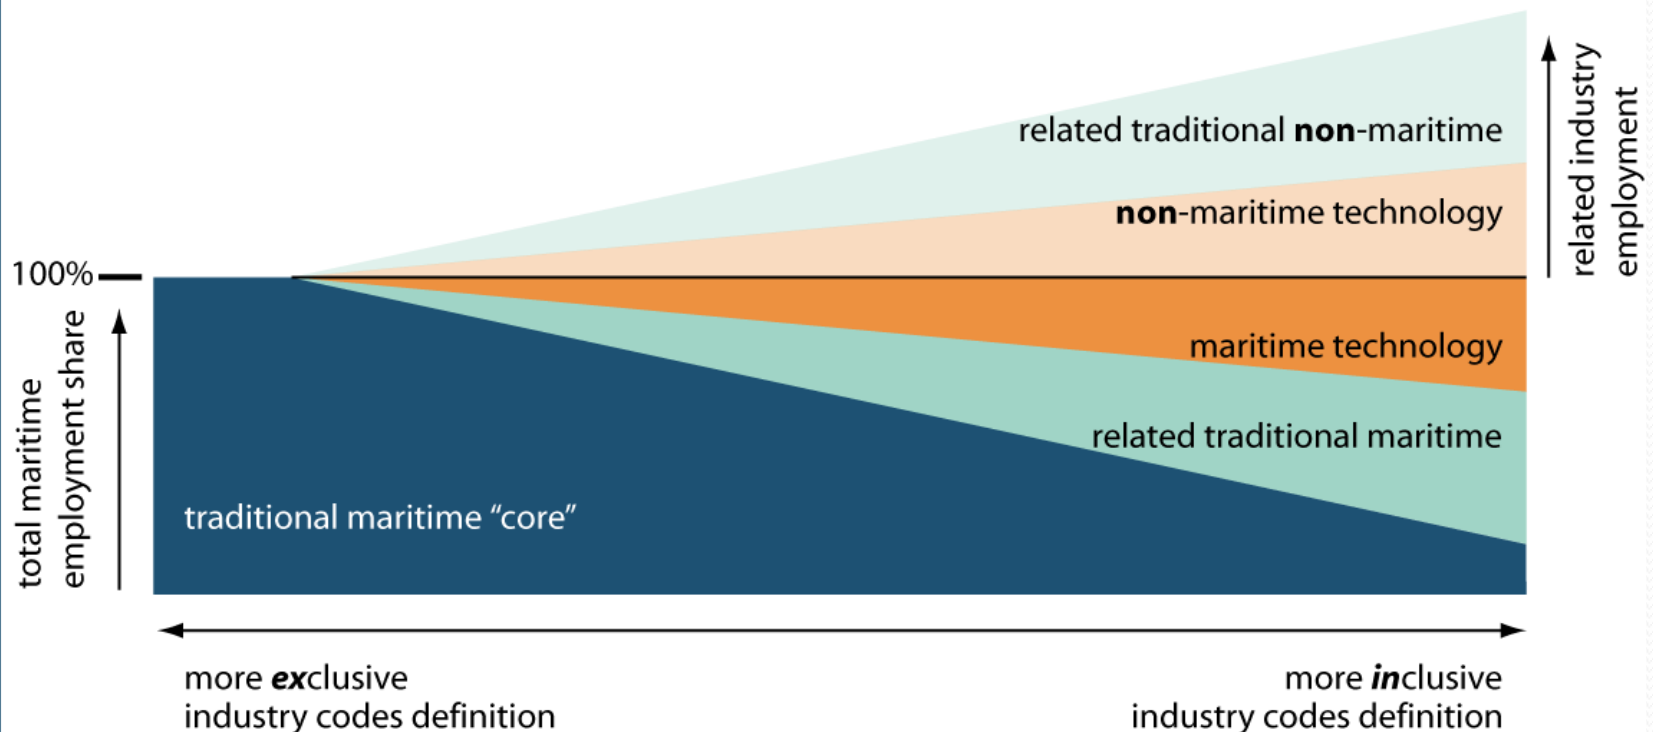 related traditional non-maritime
non-maritime technology
related industry
employment
100%
maritime technology
related traditional maritime
total maritime
employment share
traditional maritime “core”
more exclusive
industry codes definition
more inclusive
industry codes definition